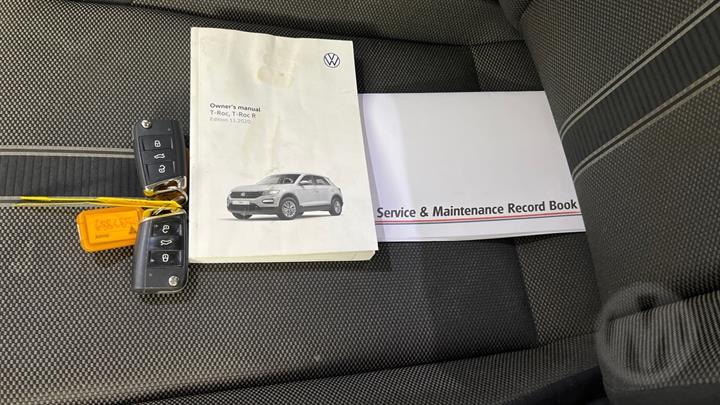 Owner's manual
T-Roc, T-Roc R
Edition 11.2020
Service & Maintenance Record Book